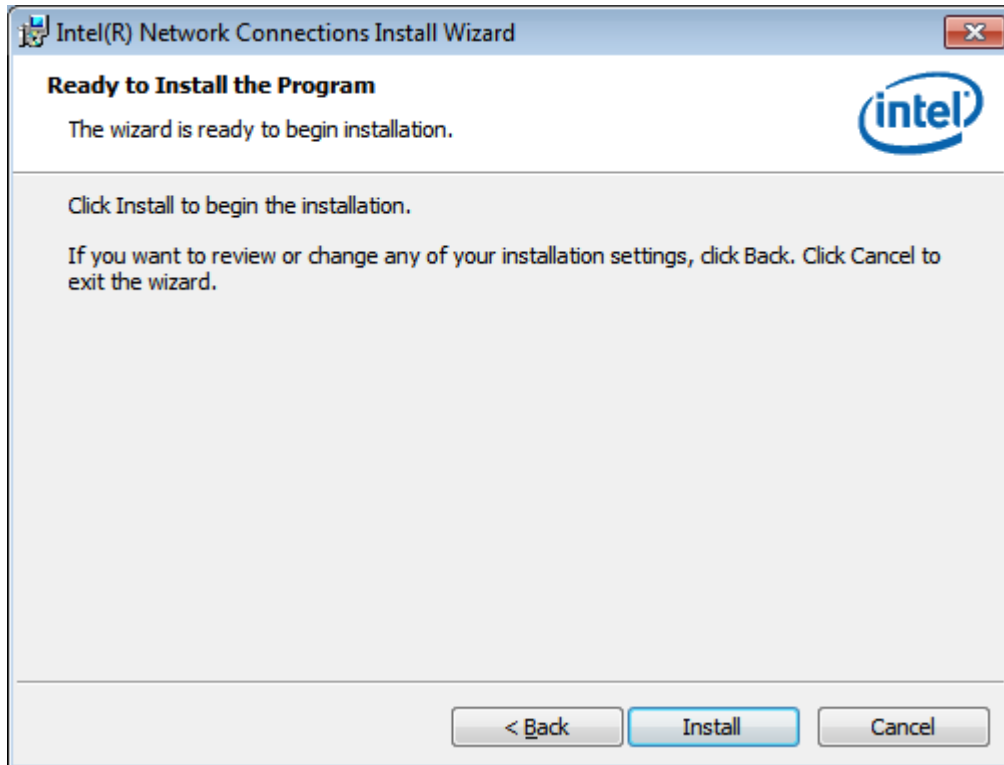 Intel(R) Network Connections Install Wizard
Ready to Install the Program
The wizard is ready to begin installation.
intel
Click Install to begin the installation.
If you want to review or change any of your installation settings, click Back. Click Cancel to
exit the wizard.
< Back
Install
Cancel